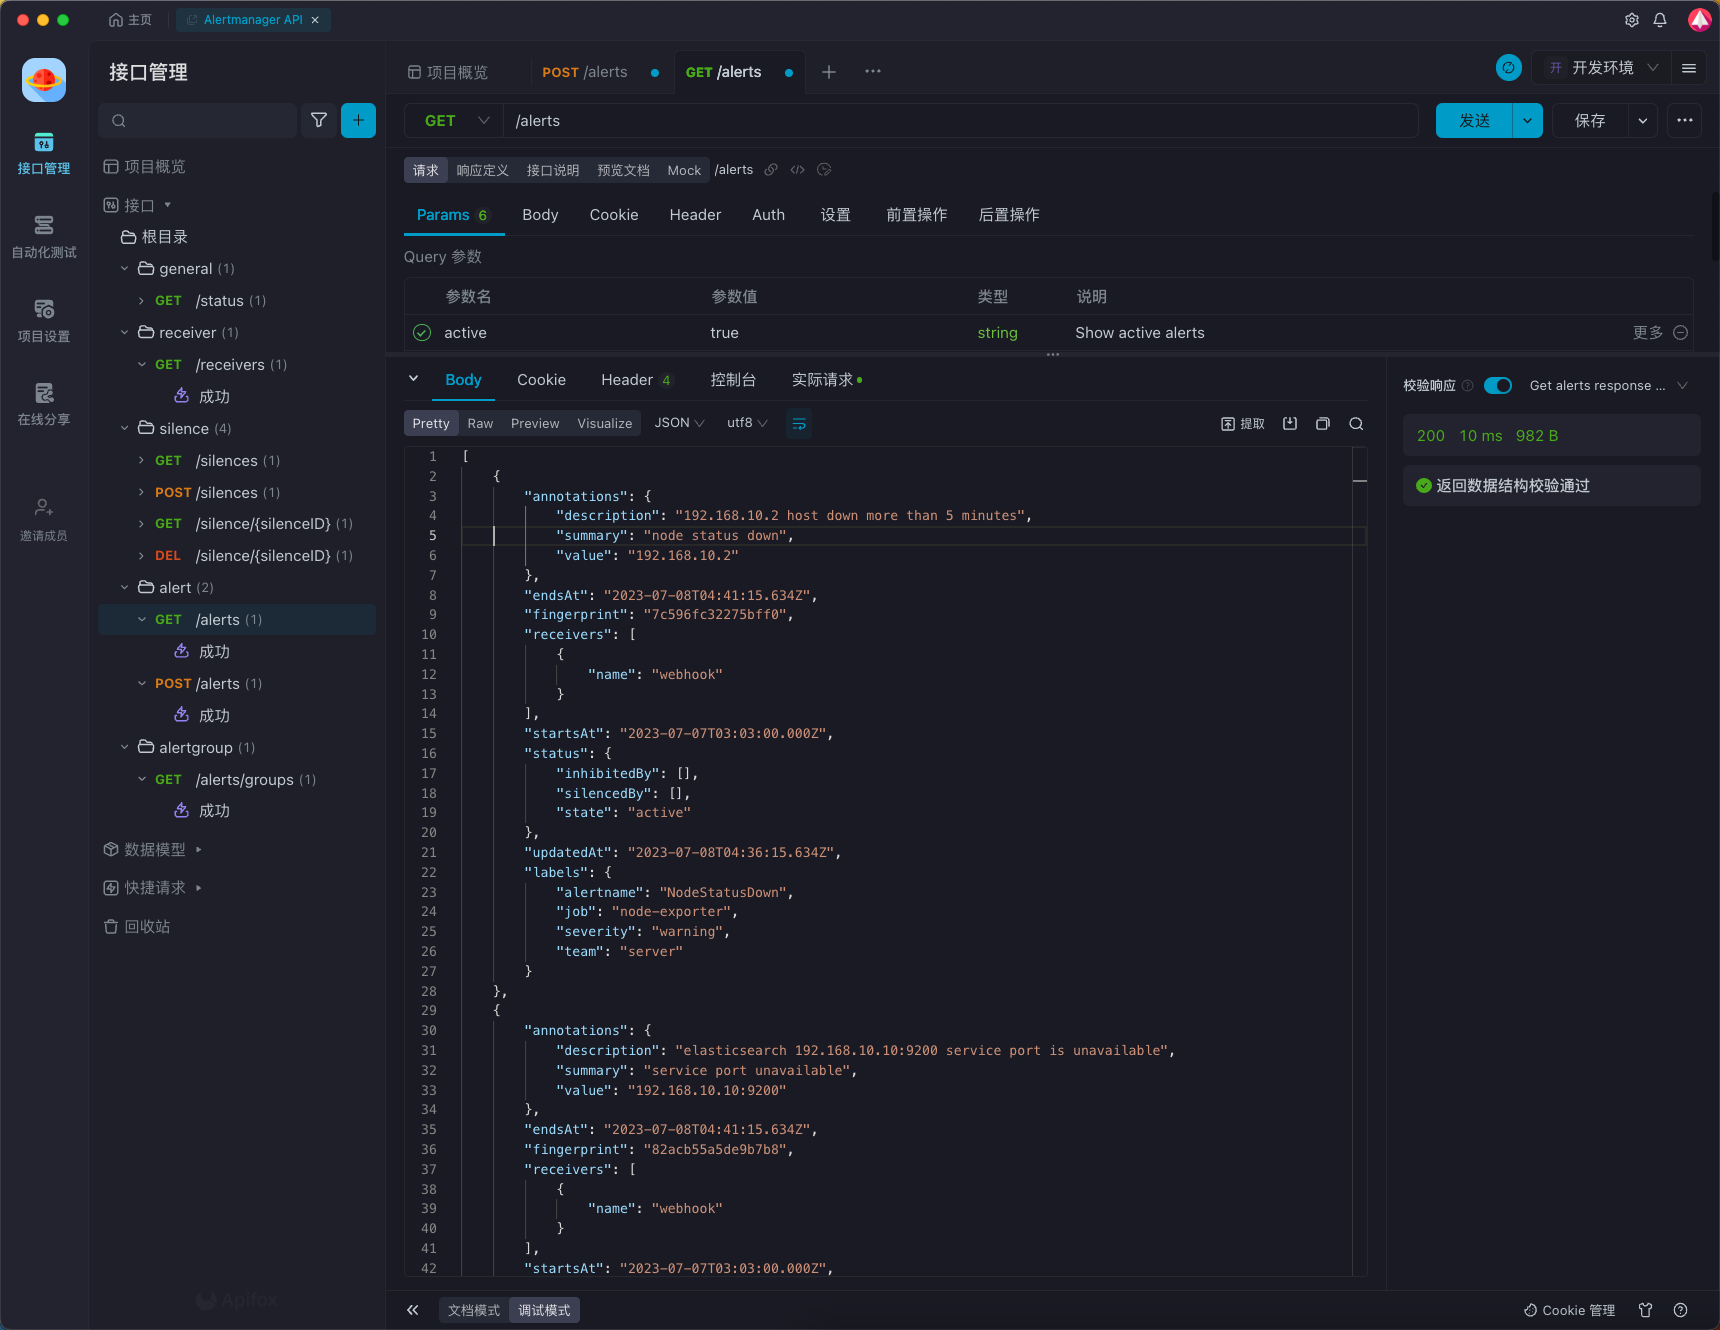 主页
Alertmanager API
接口管理
自动化测试
项目设置
在线分享
邀请成员
接口管理
项目概览
接口
根目录
general (1)
GET /status (1)
receiver (1)
GET /receivers (1)
成功
silence (4)
GET /silences (1)
POST /silences (1)
GET /silence/{silenceID} (1)
DEL /silence/{silenceID} (1)
alert (2)
GET /alerts (1)
成功
POST /alerts (1)
成功
alertgroup (1)
GET /alerts/groups (1)
成功
数据模型
快捷请求
回收站
Apifox
项目概览 POST /alerts GET /alerts
开 开发环境
GET /alerts 发送 保存
请求 响应定义 接口说明 预览文档 Mock /alerts
Params 6 Body Cookie Header Auth 设置 前置操作 后置操作
Query 参数
参数名 参数值 类型 说明
active true string Show active alerts 更多
Body Cookie Header 4 控制台 实际请求
Pretty Raw Preview Visualize JSON utf8 提取
1 [
2 {
3 "annotations": {
4 "description": "192.168.10.2 host down more than 5 minutes",
5 "summary": "node status down",
6 "value": "192.168.10.2"
7 },
8 "endsAt": "2023-07-08T04:41:15.634Z",
9 "fingerprint": "7c596fc32275bff0",
10 "receivers": [
11 {
12 "name": "webhook"
13 }
14 ],
15 "startsAt": "2023-07-07T03:03:00.000Z",
16 "status": {
17 "inhibitedBy": [],
18 "silencedBy": [],
19 "state": "active"
20 },
21 "updatedAt": "2023-07-08T04:36:15.634Z",
22 "labels": {
23 "alertname": "NodeStatusDown",
24 "job": "node-exporter",
25 "severity": "warning",
26 "team": "server"
27 }
28 },
29 {
30 "annotations": {
31 "description": "elasticsearch 192.168.10.10:9200 service port is unavailable",
32 "summary": "service port unavailable",
33 "value": "192.168.10.10:9200"
34 },
35 "endsAt": "2023-07-08T04:41:15.634Z",
36 "fingerprint": "82acb55a5de9b7b8",
37 "receivers": [
38 {
39 "name": "webhook"
40 }
41 ],
42 "startsAt": "2023-07-07T03:03:00.000Z",
校验响应 Get alerts response ...
200 10 ms 982 B
返回数据结构校验通过
文档模式 调试模式
Cookie 管理